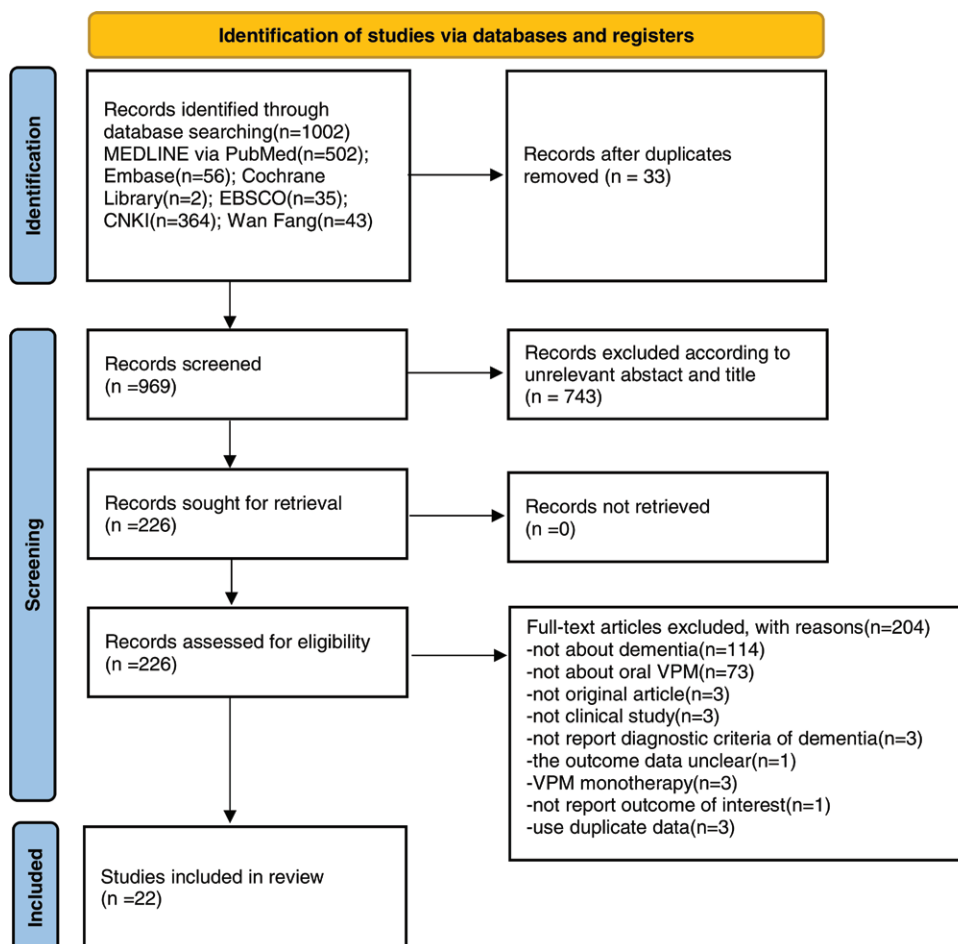 Identification of studies via databases and registers
Identification
Records identified through
database searching(n=1002)
MEDLINE via PubMed(n=502);
Embase(n=56); Cochrane
Library(n=2); EBSCO(n=35);
CNKI(n=364); Wan Fang(n=43)
Records after duplicates
removed (n = 33)
Screening
Records screened
(n =969)
Records excluded according to
unrelevant abstact and title
(n = 743)
Records sought for retrieval
(n =226)
Records not retrieved
(n =0)
Records assessed for eligibility
(n =226)
Full-text articles excluded, with reasons(n=204)
-not about dementia(n=114)
-not about oral VPM(n=73)
-not original article(n=3)
-not clinical study(n=3)
-not report diagnostic criteria of dementia(n=3)
-the outcome data unclear(n=1)
-VPM monotherapy(n=3)
-not report outcome of interest(n=1)
-use duplicate data(n=3)
Included
Studies included in review
(n =22)